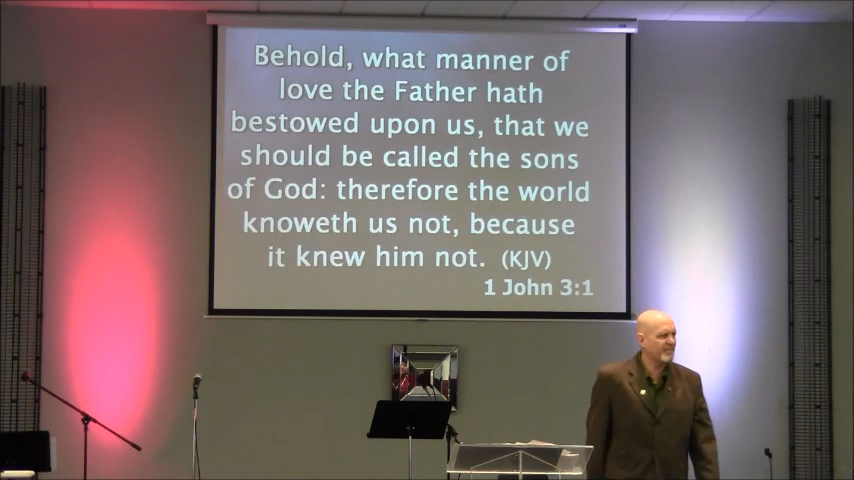 Behold, what manner of
love the Father hath
bestowed upon us, that we
should be called the sons
of God: therefore the world
knoweth us not, because
it knew him not. (KJV)
1 John 3:1